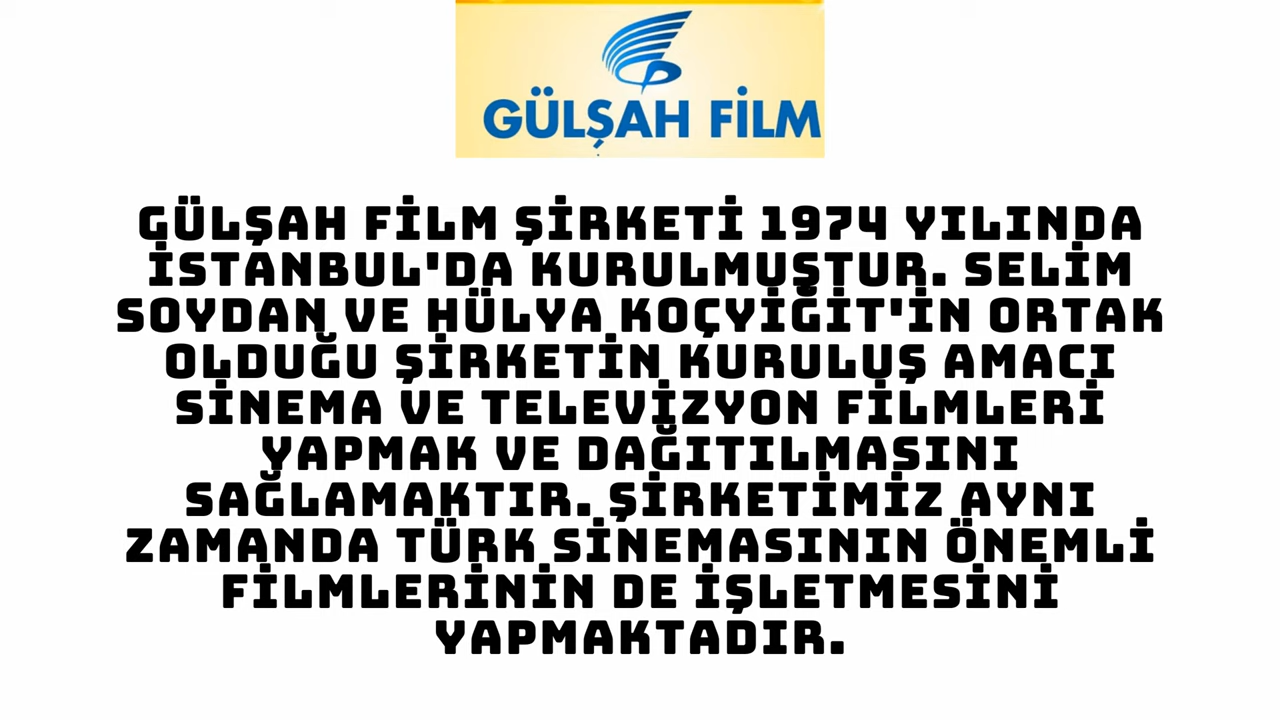 GÜLŞAH FİLM
GÜLŞAH FİLM ŞİRKETİ 1974 YILINDA
İSTANBUL'DA KURULMUŞTUR. SELİM
SOYDAN VE HÜLYA KOÇYİĞİT'İN ORTAK
OLDUĞU ŞİRKETİN KURULUŞ AMACI
SİNEMA VE TELEVİZYON FİLMLERİ
YAPMAK VE DAĞITILMASINI
SAĞLAMAKTIR. ŞİRKETİMİZ AYNI
ZAMANDA TÜRK SİNEMASININ ÖNEMLİ
FİLMLERİNİN DE İŞLETMESİNİ
YAPMAKTADIR.